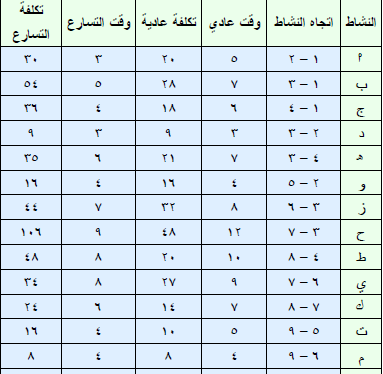 النشاط اتجاه النشاط وقت عادي تكلفة عادية وقت التسارع تكلفة التسارع
أ ١ – ٢ ٥ ٢٠ ٣ ٣٠
ب ١ – ٣ ٧ ٢٨ ٥ ٥٤
ج ١ – ٤ ٦ ١٨ ٤ ٣٦
د ٢ – ٣ ٣ ٩ ٣ ٩
ه ٤ – ٣ ٧ ٢١ ٦ ٣٥
و ٢ – ٥ ٤ ١٦ ٤ ١٦
ز ٣ – ٦ ٨ ٣٢ ٧ ٤٤
ح ٣ – ٧ ١٢ ٤٨ ٩ ١٠٦
ط ٤ – ٨ ١٠ ٢٠ ٨ ٤٨
ي ٦ – ٧ ٩ ٢٧ ٨ ٣٤
ك ٧ – ٨ ٧ ١٤ ٦ ٢٤
ت ٥ – ٩ ٥ ١٠ ٤ ١٦
م ٦ – ٩ ٤ ٨ ٤ ٨